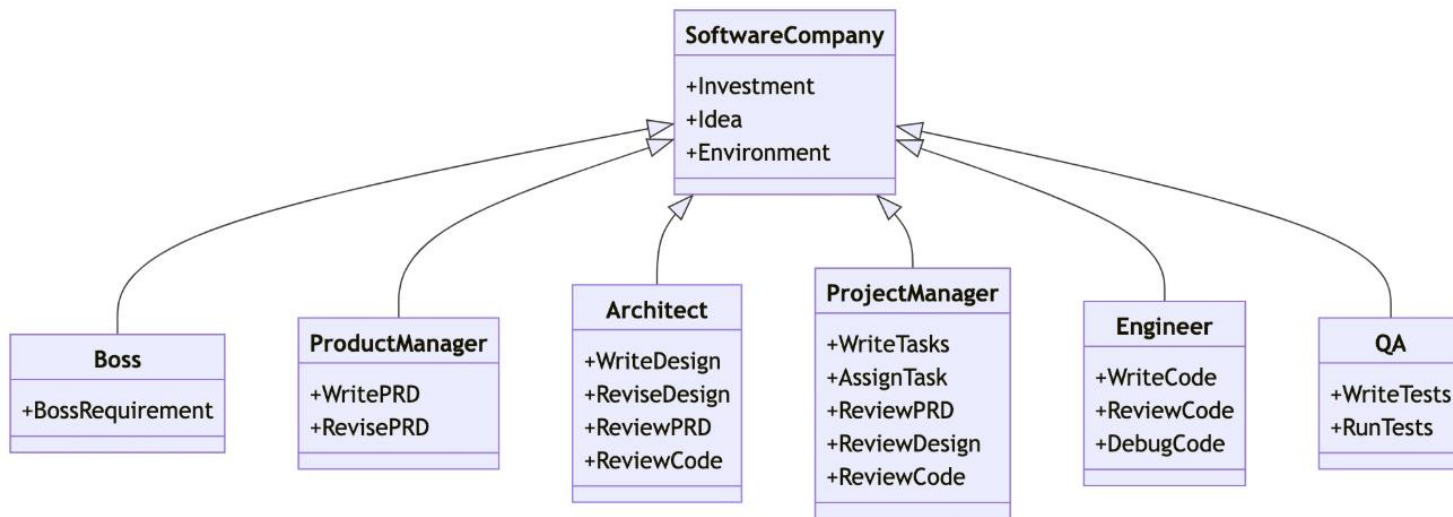 SoftwareCompany
+Investment
+Idea
+Environment
Boss
+BossRequirement
ProductManager
+WritePRD
+RevisePRD
Architect
+WriteDesign
+ReviseDesign
+ReviewPRD
+ReviewCode
ProjectManager
+WriteTasks
+AssignTask
+ReviewPRD
+ReviewDesign
+ReviewCode
Engineer
+WriteCode
+ReviewCode
+DebugCode
QA
+WriteTests
+RunTests